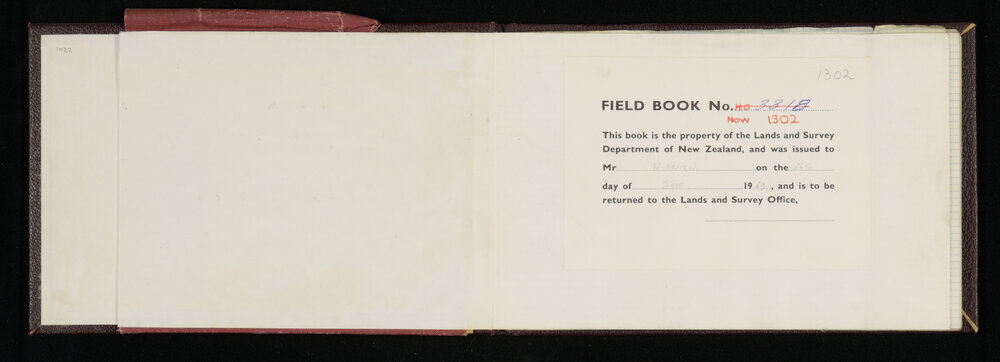 1302
FIELD BOOK No. H.O 3318
Now 1302
This book is the property of the Lands and Survey
Department of New Zealand, and was issued to
Mr on the
day of 19 69, and is to be
returned to the Lands and Survey Office,